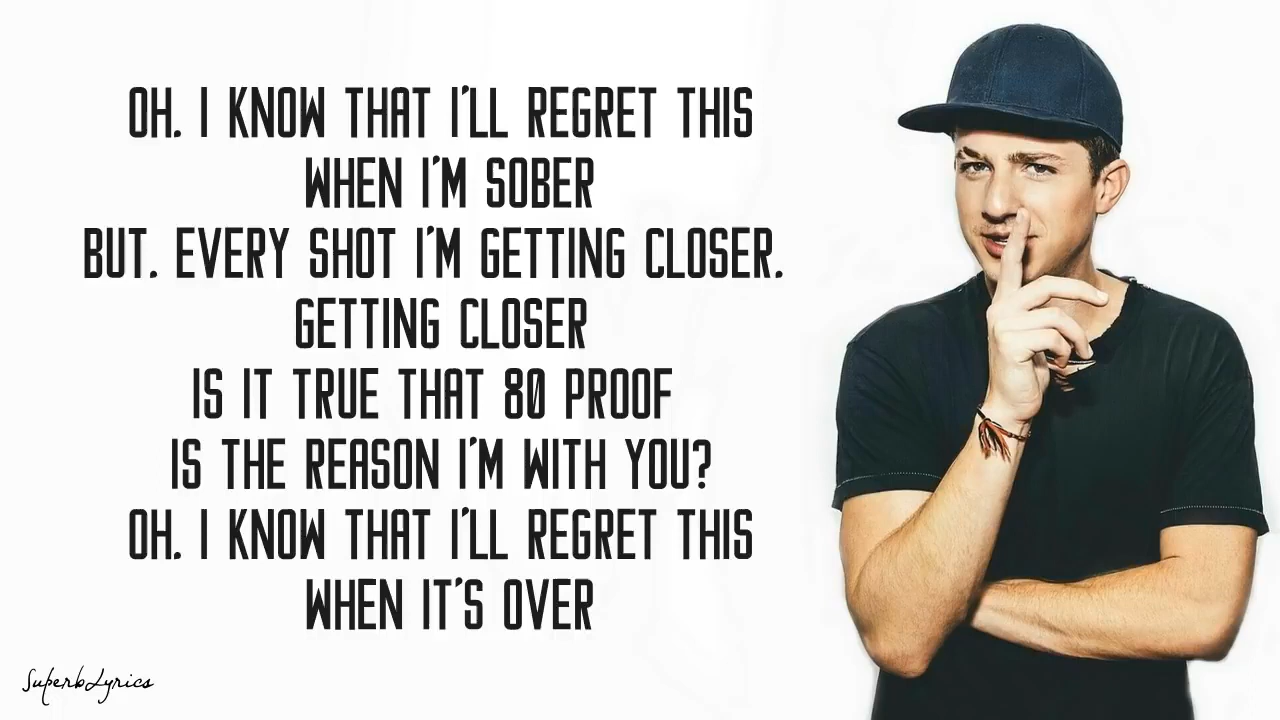 OH. I KNOW THAT I'LL REGRET THIS
WHEN I'M SOBER
BUT. EVERY SHOT I'M GETTING CLOSER.
GETTING CLOSER
IS IT TRUE THAT 80 PROOF
IS THE REASON I'M WITH YOU?
OH. I KNOW THAT I'LL REGRET THIS
WHEN IT'S OVER
SuperbLyrics